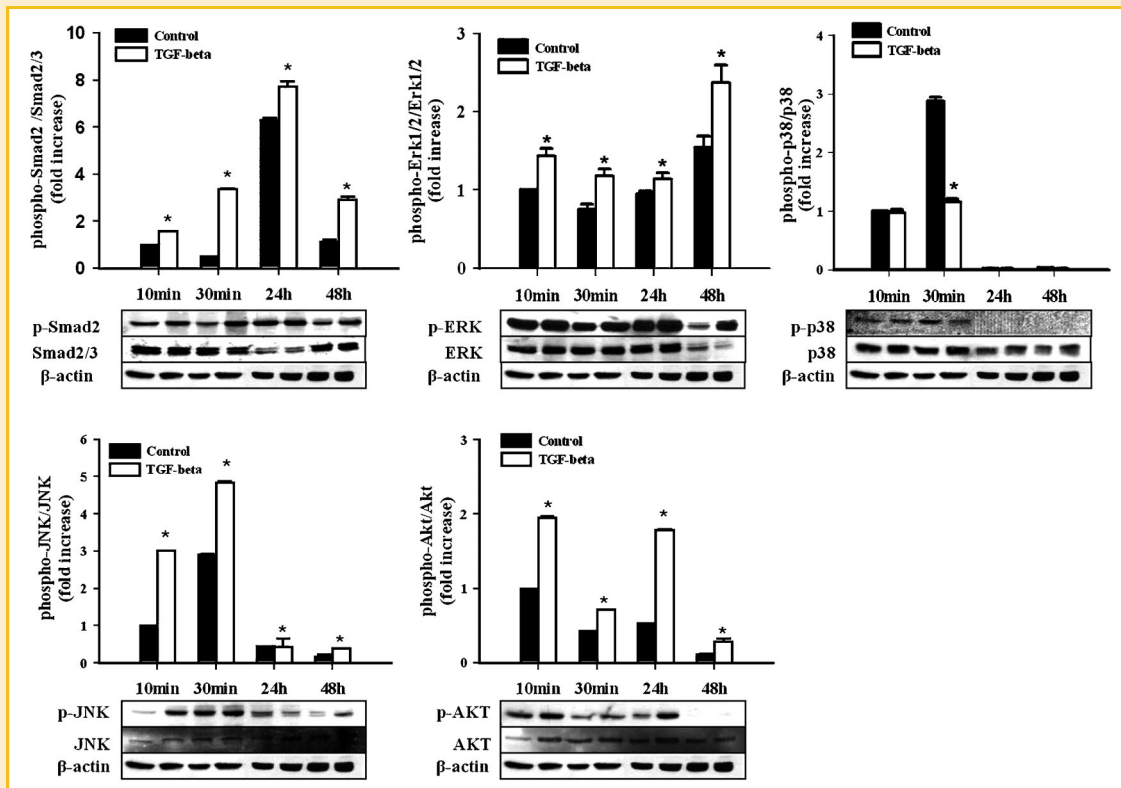 phospho-Smad2 /Smad2/3
(fold increase)
10
8
6
4
2
0
Control
TGF-beta
*
*
*
*
10min 30min 24h 48h
p-Smad2
Smad2/3
β-actin
phospho-Erk1/2/Erk1/2
(fold inrease)
3
2
1
0
Control
TGF-beta
*
*
*
*
10min 30min 24h 48h
p-ERK
ERK
β-actin
phospho-p38/p38
(fold increase)
4
3
2
1
0
Control
TGF-beta
*
10min 30min 24h 48h
p-p38
p38
β-actin
phospho-JNK/JNK
(fold increase)
6
5
4
3
2
1
0
Control
TGF-beta
*
*
*
*
10min 30min 24h 48h
p-JNK
JNK
β-actin
phospho-Akt/Akt
(fold increase)
3
2
1
0
Control
TGF-beta
*
*
*
*
10min 30min 24h 48h
p-AKT
AKT
β-actin